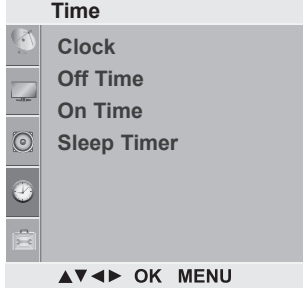 Time
Clock
Off Time
On Time
Sleep Timer
▲▼◄► OK MENU